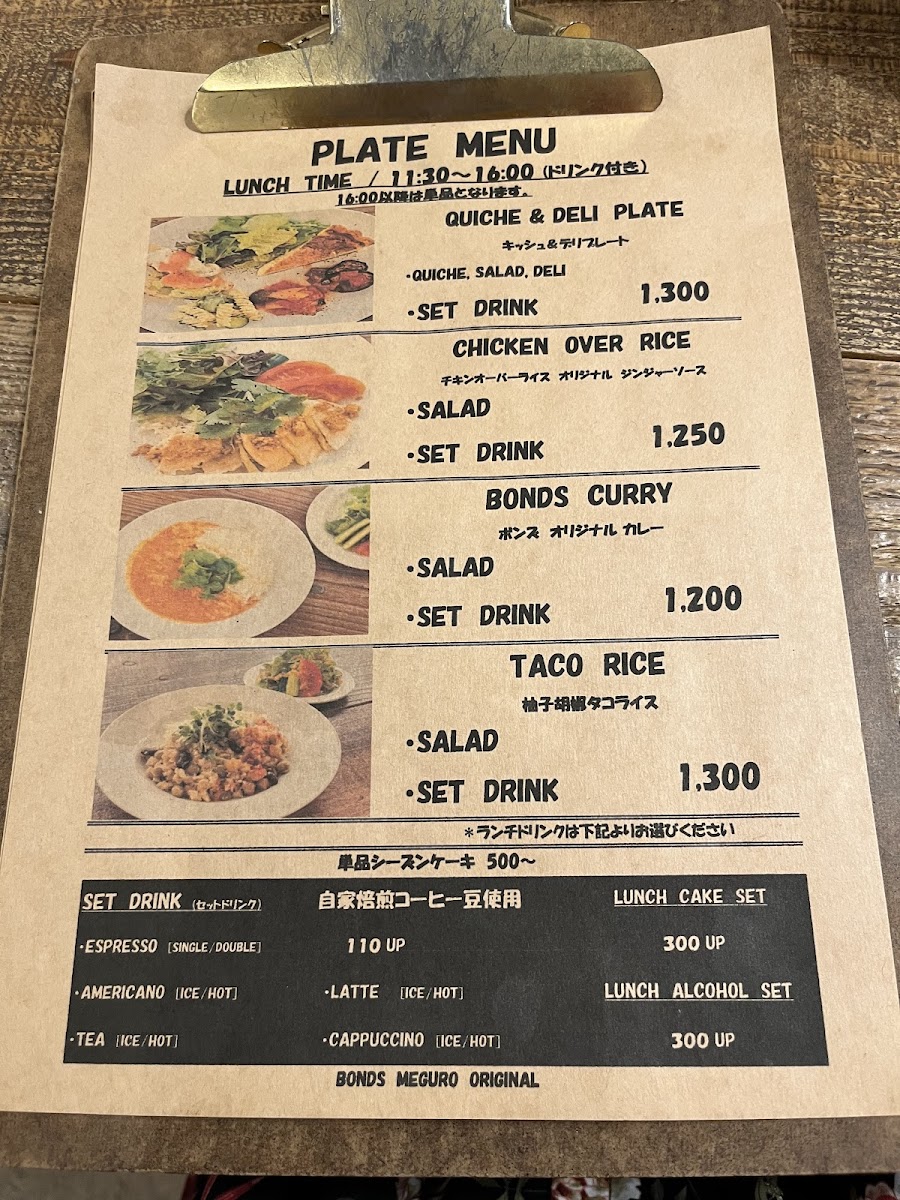 PLATE MENU
LUNCH TIME / 11:30〜16:00 (ドリンク付き)
16:00以降は単品となります。
QUICHE & DELI PLATE
キッシュ&デリプレート
・QUICHE, SALAD, DELI
・SET DRINK 1,300
CHICKEN OVER RICE
チキンオーバーライス オリジナル ジンジャーソース
・SALAD
・SET DRINK 1,250
BONDS CURRY
ボンズ オリジナル カレー
・SALAD
・SET DRINK 1,200
TACO RICE
柚子胡椒タコライス
・SALAD
・SET DRINK 1,300
*ランチドリンクは下記よりお選びください
単品シーズンケーキ 500〜
SET DRINK (セットドリンク) 自家焙煎コーヒー豆使用 LUNCH CAKE SET
・ESPRESSO [SINGLE/DOUBLE] 110 UP 300 UP
・AMERICANO [ICE/HOT] ・LATTE [ICE/HOT] LUNCH ALCOHOL SET
・TEA [ICE/HOT] ・CAPPUCCINO [ICE/HOT] 300 UP
BONDS MEGURO ORIGINAL